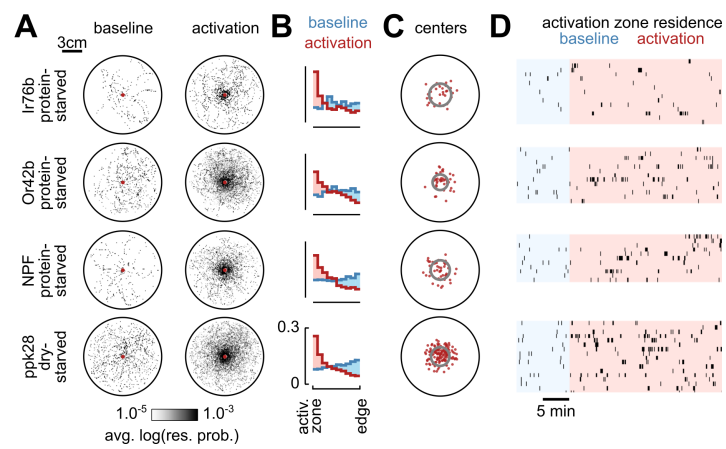 A
baseline
activation
3cm
Ir76b
protein-
starved
Or42b
protein-
starved
NPF
protein-
starved
ppk28
dry-
starved
1.0-5
1.0-3
avg. log(res. prob.)
B
baseline
activation
0.3
0
activ.
zone
edge
C
centers
D
activation zone residence
baseline
activation
5 min